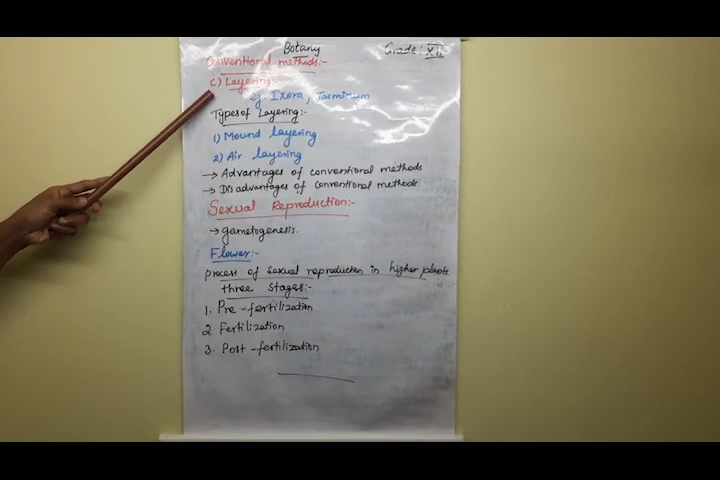 Botany Grade: XII
Conventional methods:-
c) Layering:-
eg: Ixora, Jasminum
Types of Layering:-
1) Mound layering
2) Air layering
→ Advantages of conventional methods
→ Disadvantages of conventional methods.
Sexual Reproduction:-
→ gametogenesis.
Flower:-
process of sexual reproduction in higher plants.
three stages:-
1. Pre-fertilization
2. Fertilization
3. Post-fertilization